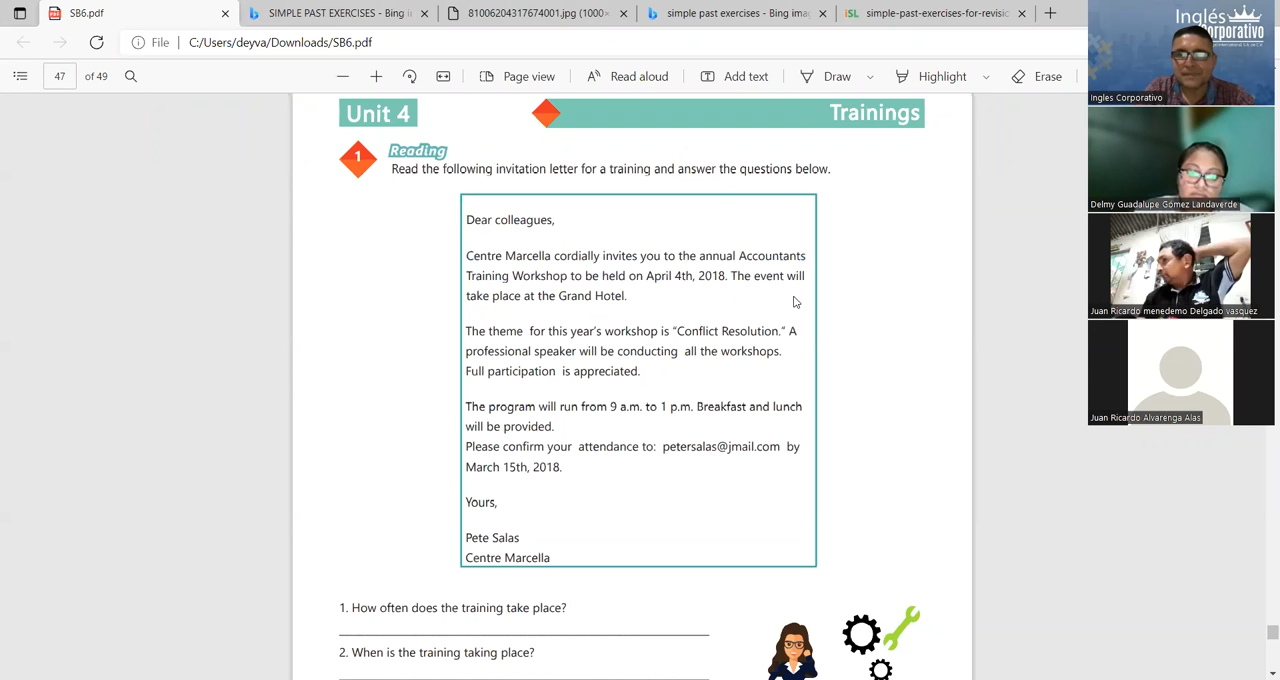 SB6.pdf
SIMPLE PAST EXERCISES - Bing i
81006204317674001.jpg (1000×
simple past exercises - Bing ima
iSL simple-past-exercises-for-revisio
File C:/Users/deyva/Downloads/SB6.pdf
47 of 49
Page view
Read aloud
Add text
Draw
Highlight
Erase
Inglés
Corporativo
Ingles Corporativo
Delmy Guadalupe Gómez Landaverde
Juan Ricardo menedemo Delgado vasquez
Juan Ricardo Alvarenga Alas
Unit 4
Trainings
1
Reading
Read the following invitation letter for a training and answer the questions below.
Dear colleagues,
Centre Marcella cordially invites you to the annual Accountants
Training Workshop to be held on April 4th, 2018. The event will
take place at the Grand Hotel.
The theme for this year's workshop is "Conflict Resolution." A
professional speaker will be conducting all the workshops.
Full participation is appreciated.
The program will run from 9 a.m. to 1 p.m. Breakfast and lunch
will be provided.
Please confirm your attendance to: petersalas@jmail.com by
March 15th, 2018.
Yours,
Pete Salas
Centre Marcella
1. How often does the training take place?
2. When is the training taking place?